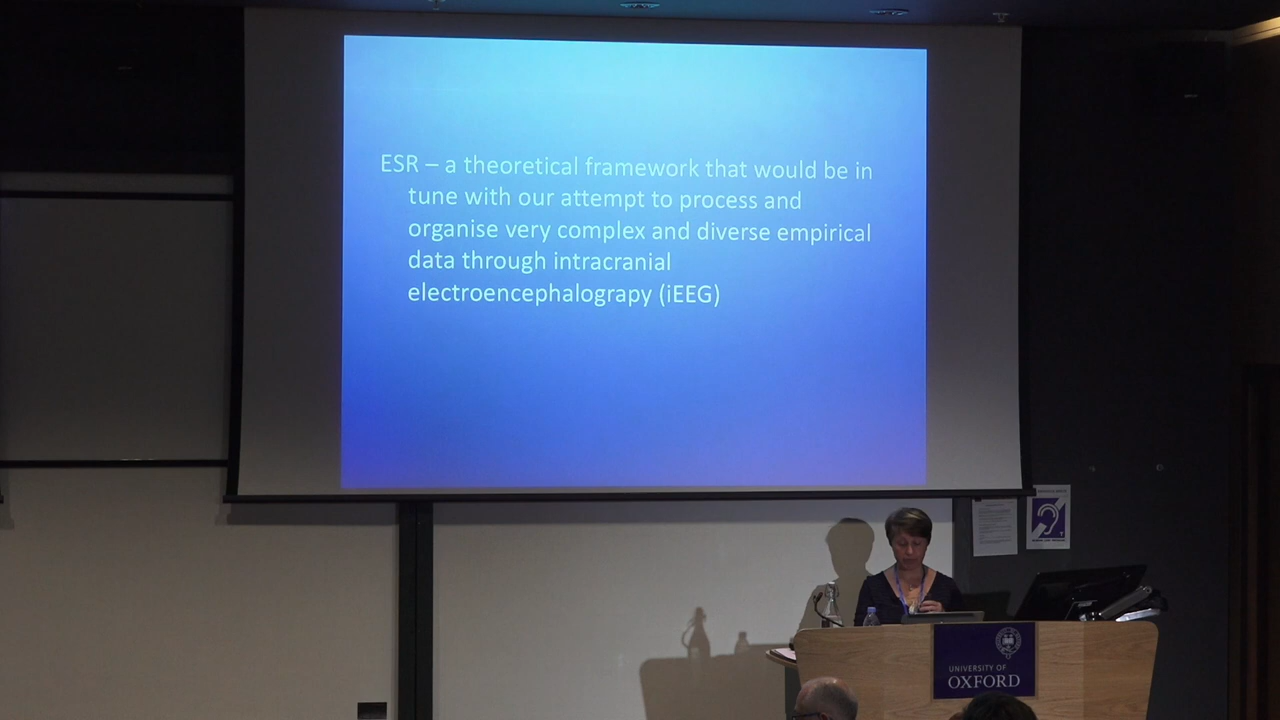 ESR – a theoretical framework that would be in
tune with our attempt to process and
organise very complex and diverse empirical
data through intracranial
electroencephalograpy (iEEG)
UNIVERSITY OF
OXFORD